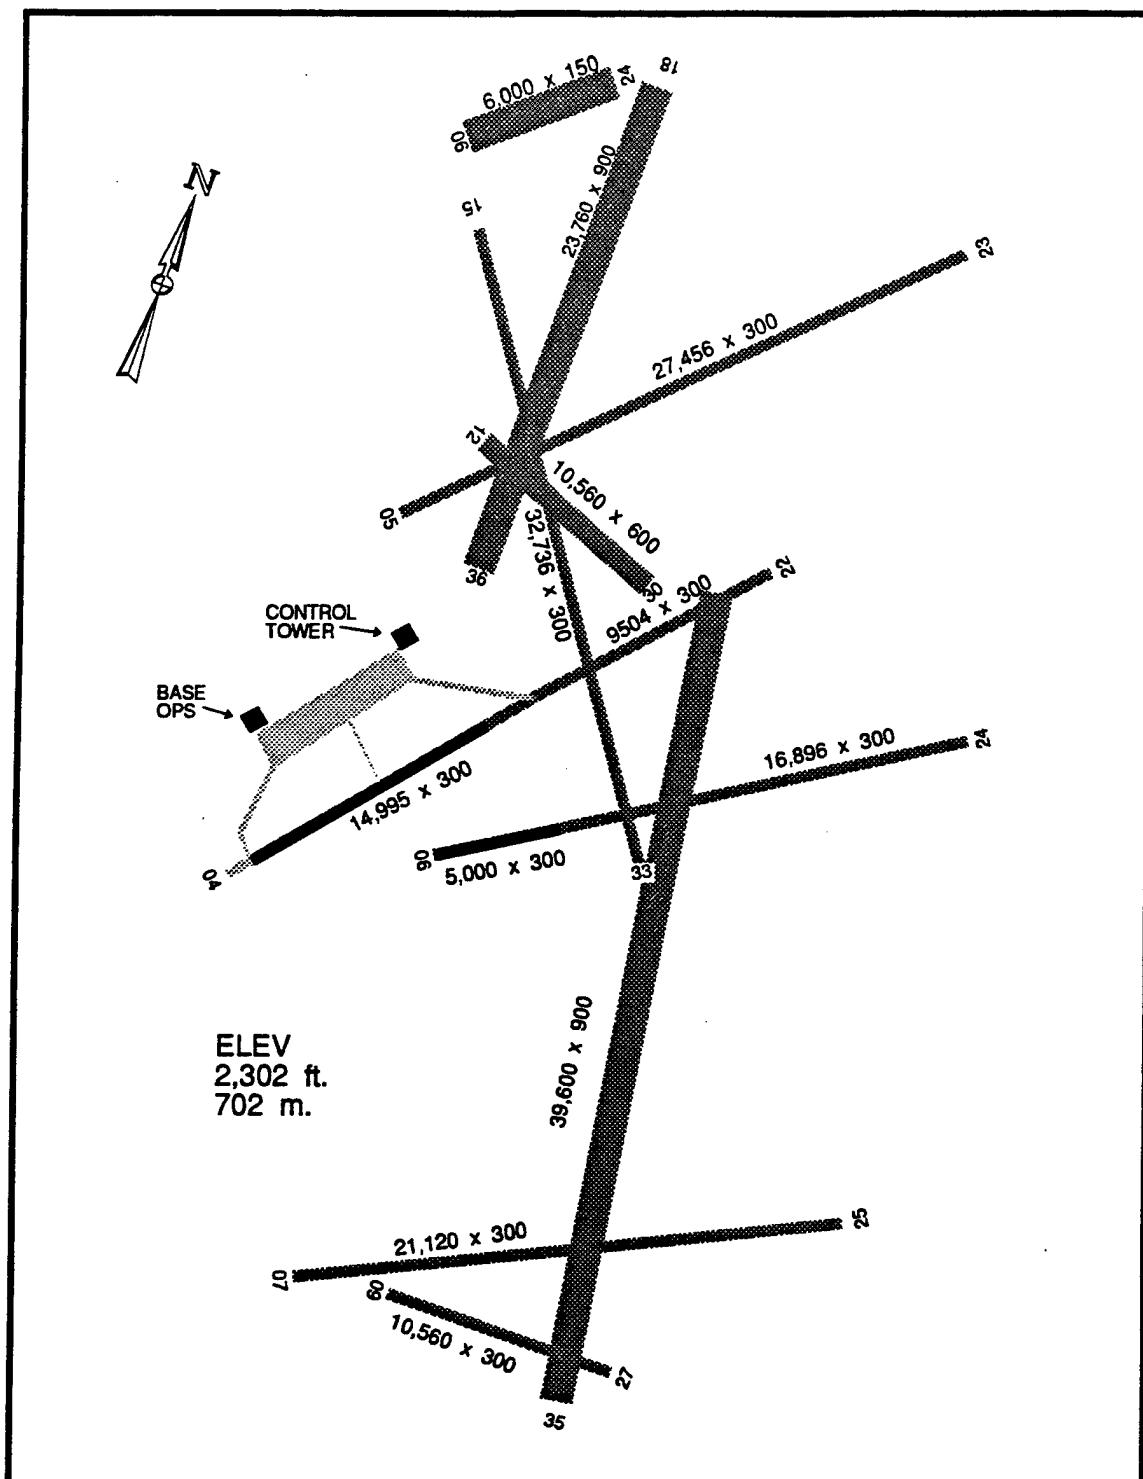 18
24
6,000 x 150
06
N
15
23,760 x 900
23
27,456 x 300
12
05
10,560 x 600
32,736 x 300
36
30
22
9504 x 300
CONTROL
TOWER
BASE
OPS
14,995 x 300
04
16,896 x 300
24
06
5,000 x 300
33
39,600 x 900
ELEV
2,302 ft.
702 m.
21,120 x 300
25
07
09
10,560 x 300
27
35